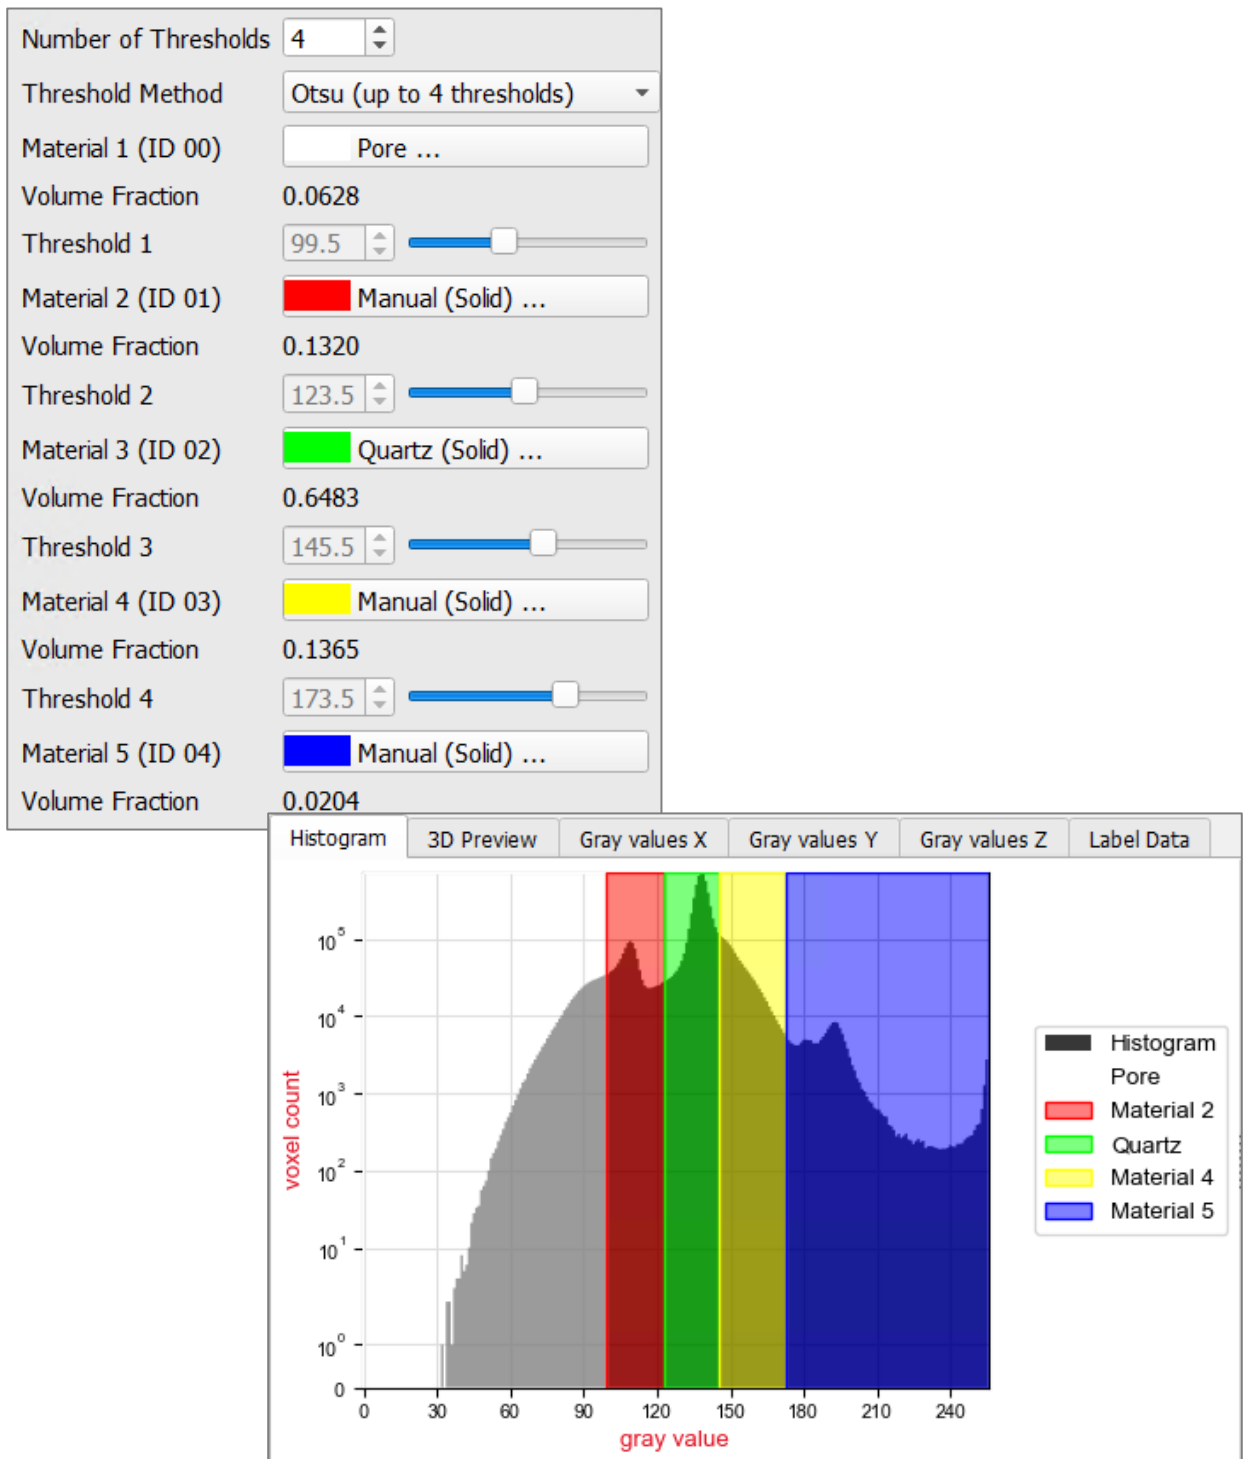 Number of Thresholds 4
Threshold Method Otsu (up to 4 thresholds)
Material 1 (ID 00) Pore ...
Volume Fraction 0.0628
Threshold 1 99.5
Material 2 (ID 01) Manual (Solid) ...
Volume Fraction 0.1320
Threshold 2 123.5
Material 3 (ID 02) Quartz (Solid) ...
Volume Fraction 0.6483
Threshold 3 145.5
Material 4 (ID 03) Manual (Solid) ...
Volume Fraction 0.1365
Threshold 4 173.5
Material 5 (ID 04) Manual (Solid) ...
Volume Fraction 0.0204
Histogram 3D Preview Gray values X Gray values Y Gray values Z Label Data
voxel count
10^5
10^4
10^3
10^2
10^1
10^0
0
0 30 60 90 120 150 180 210 240
gray value
Histogram
Pore
Material 2
Quartz
Material 4
Material 5